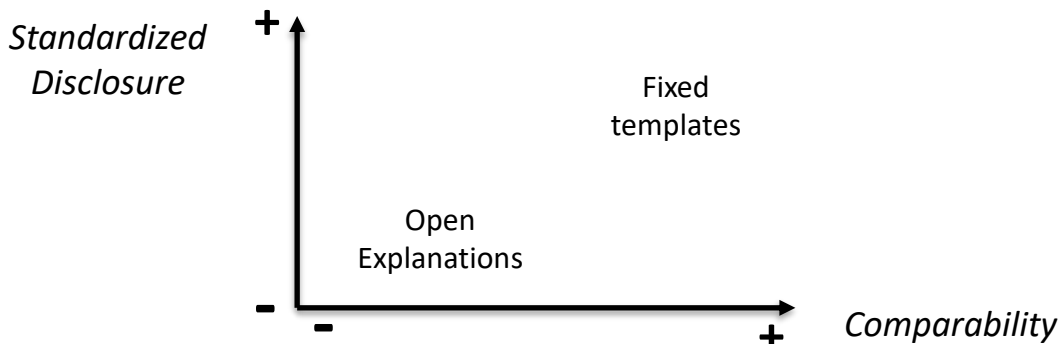 Standardized
Disclosure
+
Fixed
templates
Open
Explanations
-
-
+
Comparability